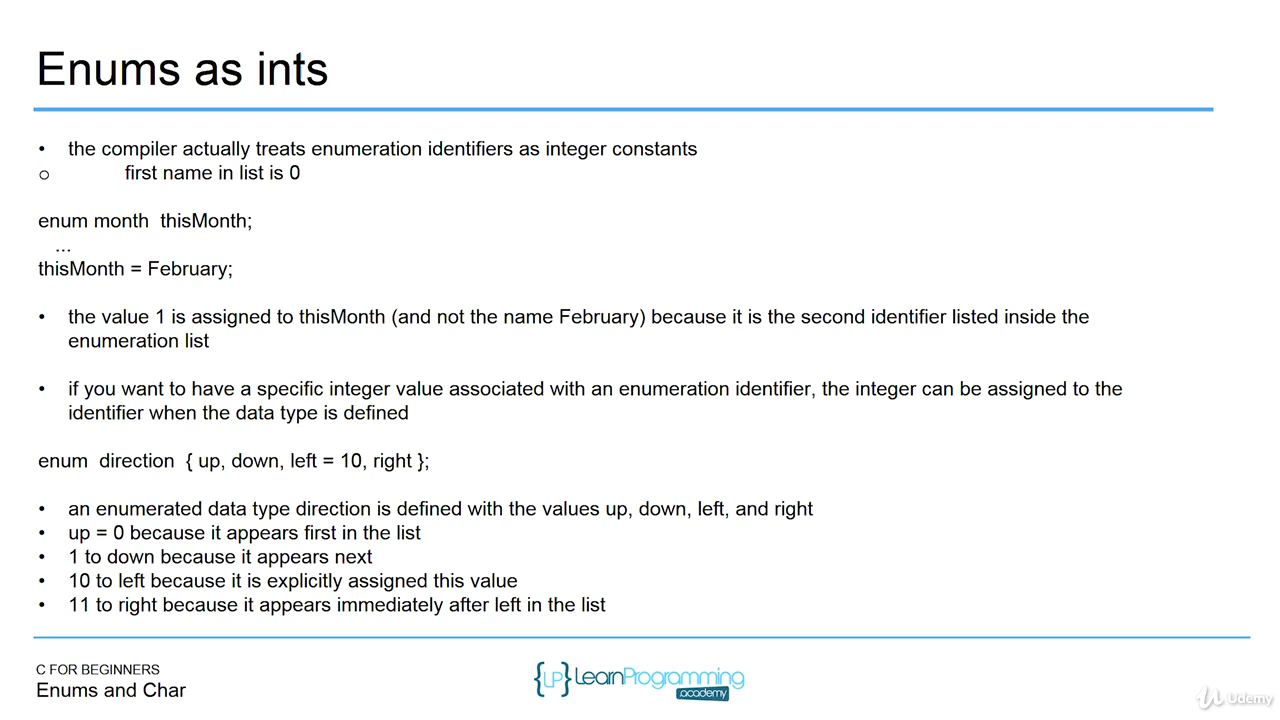 Enums as ints
• the compiler actually treats enumeration identifiers as integer constants
o first name in list is 0
enum month thisMonth;
...
thisMonth = February;
• the value 1 is assigned to thisMonth (and not the name February) because it is the second identifier listed inside the
enumeration list
• if you want to have a specific integer value associated with an enumeration identifier, the integer can be assigned to the
identifier when the data type is defined
enum direction { up, down, left = 10, right };
• an enumerated data type direction is defined with the values up, down, left, and right
• up = 0 because it appears first in the list
• 1 to down because it appears next
• 10 to left because it is explicitly assigned this value
• 11 to right because it appears immediately after left in the list
C FOR BEGINNERS
Enums and Char
{LP} LearnProgramming
.academy
Udemy